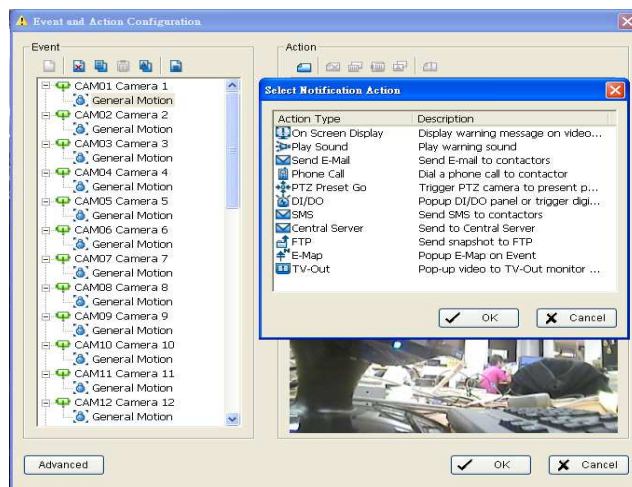 Event and Action Configuration
Event
CAM01 Camera 1
General Motion
CAM02 Camera 2
General Motion
CAM03 Camera 3
General Motion
CAM04 Camera 4
General Motion
CAM05 Camera 5
General Motion
CAM06 Camera 6
General Motion
CAM07 Camera 7
General Motion
CAM08 Camera 8
General Motion
CAM09 Camera 9
General Motion
CAM10 Camera 10
General Motion
CAM11 Camera 11
General Motion
CAM12 Camera 12
General Motion
Action
Select Notification Action
Action Type Description
On Screen Display Display warning message on video...
Play Sound Play warning sound
Send E-Mail Send E-mail to contactors
Phone Call Dial a phone call to contactor
PTZ Preset Go Trigger PTZ camera to present p...
DI/DO Popup DI/DO panel or trigger digi...
SMS Send SMS to contactors
Central Server Send to Central Server
FTP Send snapshot to FTP
E-Map Popup E-Map on Event
TV-Out Pop-up video to TV-Out monitor ...
OK Cancel
Advanced OK Cancel